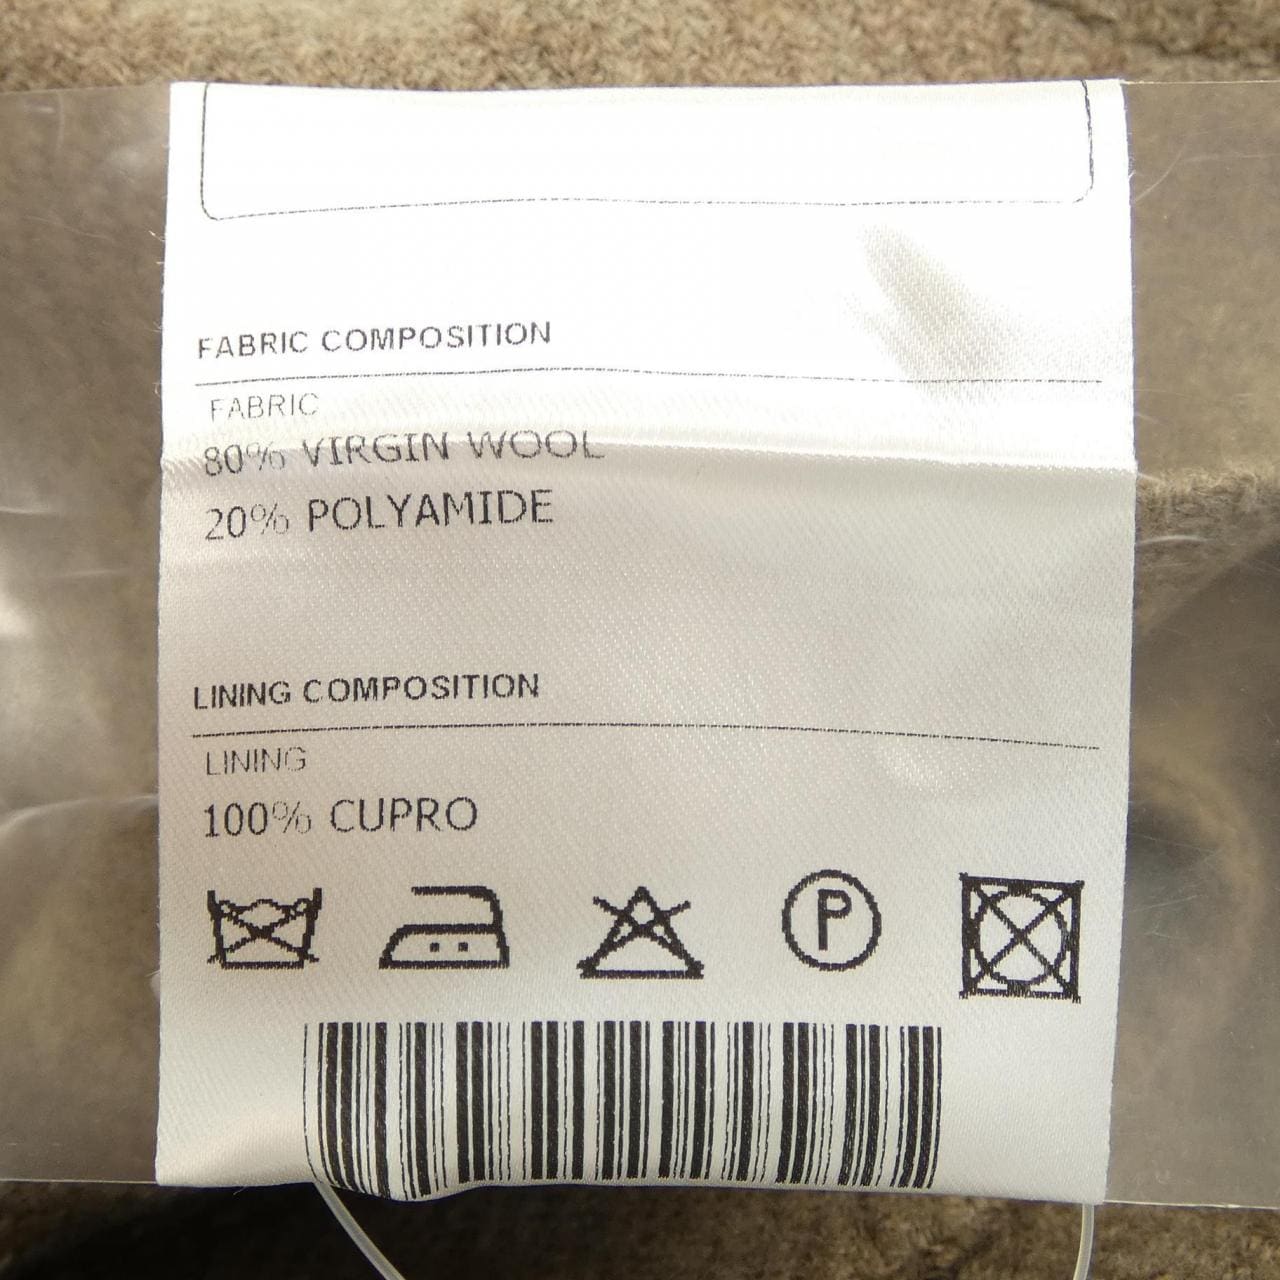 FABRIC COMPOSITION
FABRIC
80% VIRGIN WOOL
20% POLYAMIDE
LINING COMPOSITION
LINING
100% CUPRO
P